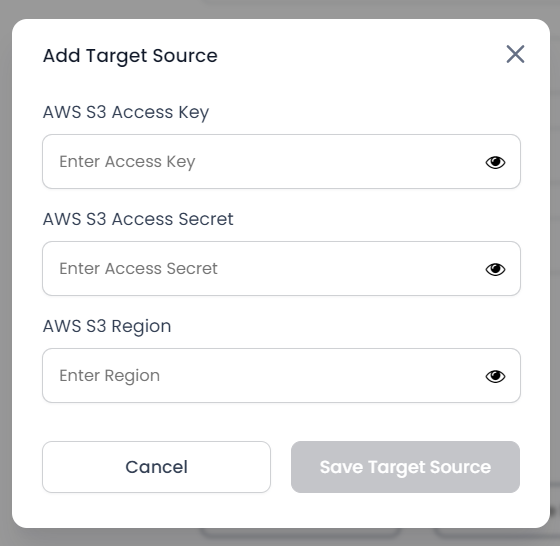 Add Target Source
AWS S3 Access Key
Enter Access Key
AWS S3 Access Secret
Enter Access Secret
AWS S3 Region
Enter Region
Cancel
Save Target Source